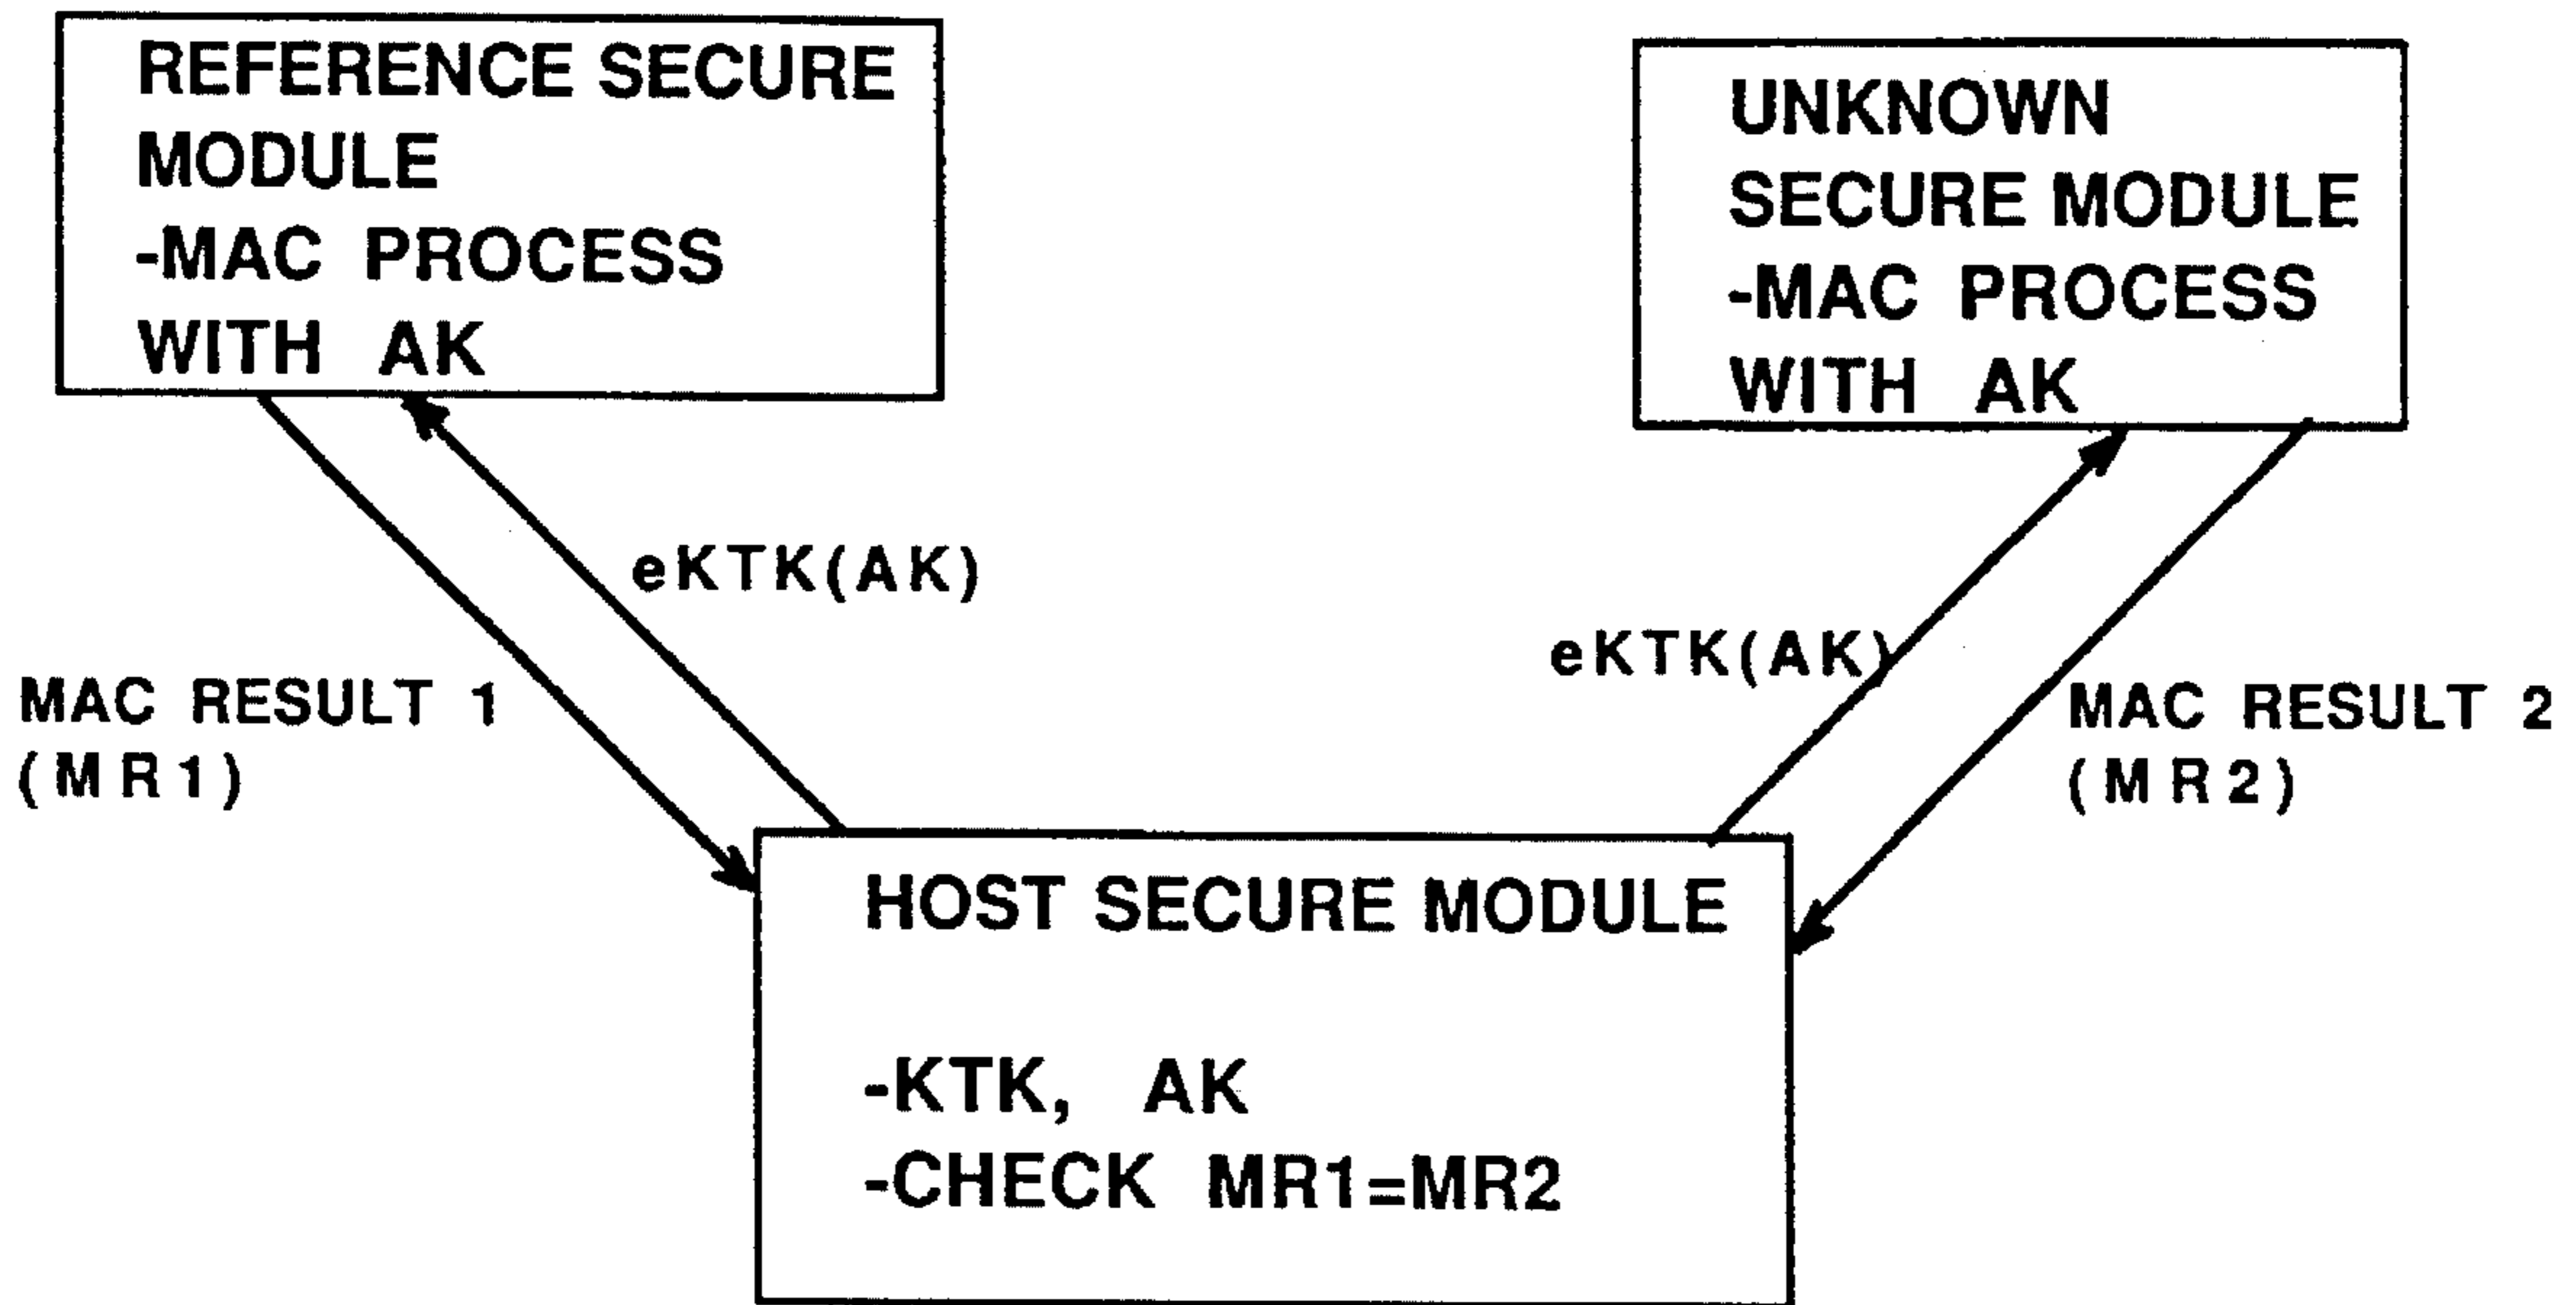 REFERENCE SECURE
MODULE
-MAC PROCESS
WITH AK
UNKNOWN
SECURE MODULE
-MAC PROCESS
WITH AK
eKTK(AK)
eKTK(AK)
MAC RESULT 1
(MR1)
MAC RESULT 2
(MR2)
HOST SECURE MODULE
-KTK, AK
-CHECK MR1=MR2